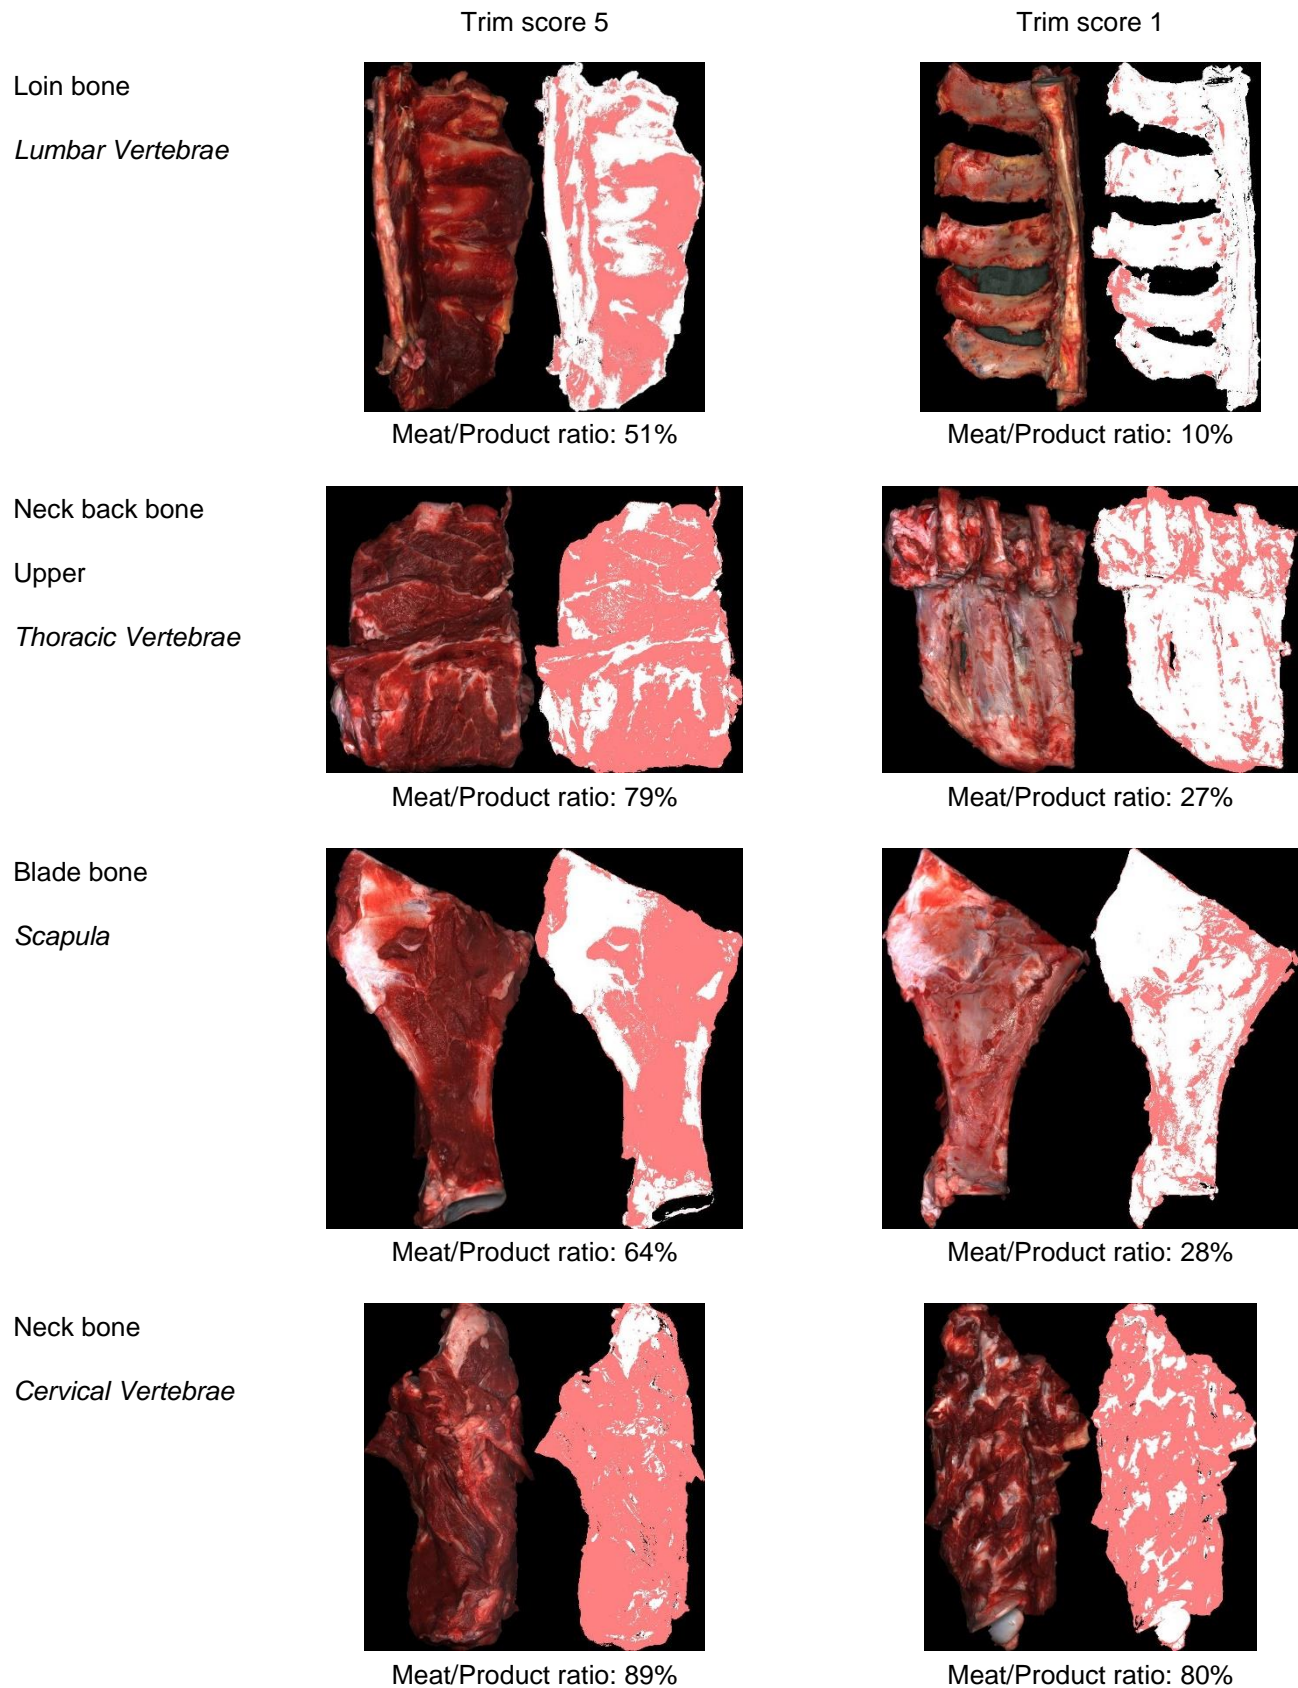 Trim score 5
Trim score 1
Loin bone
Lumbar Vertebrae
Meat/Product ratio: 51%
Meat/Product ratio: 10%
Neck back bone
Upper
Thoracic Vertebrae
Meat/Product ratio: 79%
Meat/Product ratio: 27%
Blade bone
Scapula
Meat/Product ratio: 64%
Meat/Product ratio: 28%
Neck bone
Cervical Vertebrae
Meat/Product ratio: 89%
Meat/Product ratio: 80%